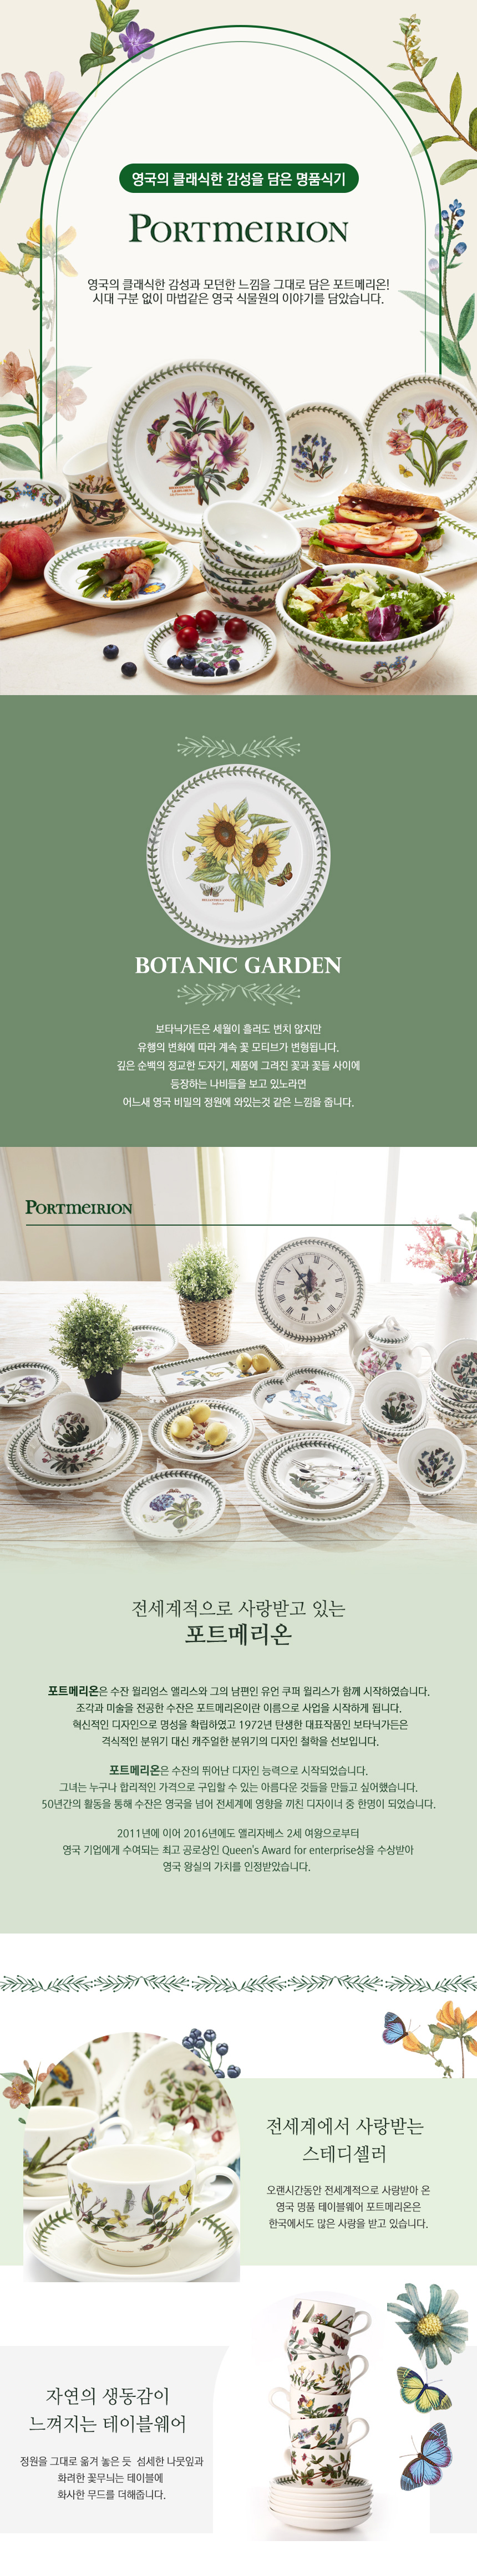 영국의 클래식한 감성을 담은 명품식기
PORTMEIRION
영국의 클래식한 감성과 모던한 느낌을 그대로 담은 포트메리온!
시대 구분 없이 마법같은 영국 식물원의 이야기를 담았습니다.
BOTANIC GARDEN
보타닉가든은 세월이 흘러도 변치 않지만
유행의 변화에 따라 계속 꽃 모티브가 변형됩니다.
깊은 순백의 정교한 도자기, 제품에 그려진 꽃과 꽃들 사이에
등장하는 나비들을 보고 있노라면
어느새 영국 비밀의 정원에 와있는것 같은 느낌을 줍니다.
PORTMEIRION
전세계적으로 사랑받고 있는
포트메리온
포트메리온은 수잔 윌리엄스 앨리스와 그의 남편인 유언 쿠퍼 윌리스가 함께 시작하였습니다.
조각과 미술을 전공한 수잔은 포트메리온이란 이름으로 사업을 시작하게 됩니다.
혁신적인 디자인으로 명성을 확립하였고 1972년 탄생한 대표작품인 보타닉가든은
격식적인 분위기 대신 캐주얼한 분위기의 디자인 철학을 선보입니다.
포트메리온은 수잔의 뛰어난 디자인 능력으로 시작되었습니다.
그녀는 누구나 합리적인 가격으로 구입할 수 있는 아름다운 것들을 만들고 싶어했습니다.
50년간의 활동을 통해 수잔은 영국을 넘어 전세계에 영향을 끼친 디자이너 중 한명이 되었습니다.
2011년에 이어 2016년에도 엘리자베스 2세 여왕으로부터
영국 기업에게 수여되는 최고 공로상인 Queen's Award for enterprise상을 수상받아
영국 왕실의 가치를 인정받았습니다.
전세계에서 사랑받는
스테디셀러
오랜시간동안 전세계적으로 사랑받아 온
영국 명품 테이블웨어 포트메리온은
한국에서도 많은 사랑을 받고 있습니다.
자연의 생동감이
느껴지는 테이블웨어
정원을 그대로 옮겨 놓은 듯 섬세한 나뭇잎과
화려한 꽃무늬는 테이블에
화사한 무드를 더해줍니다.